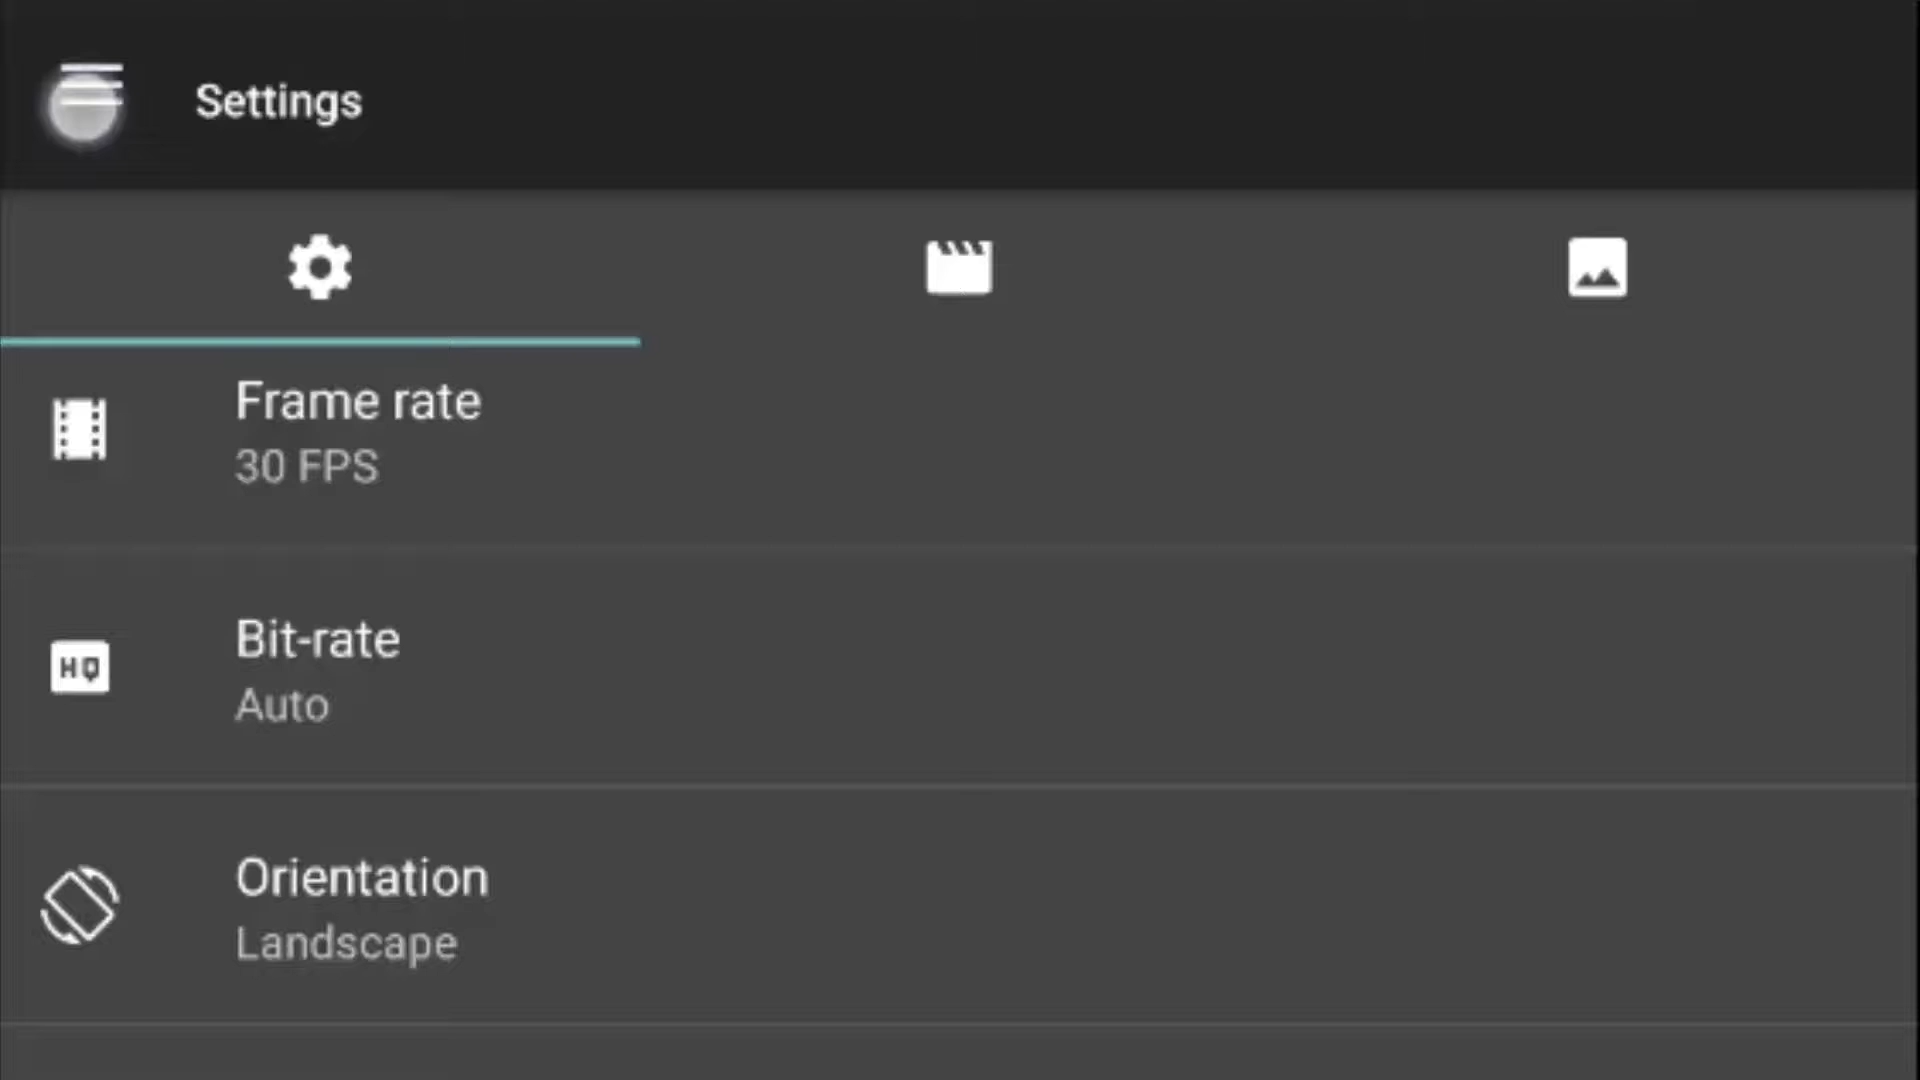 Settings
Frame rate
30 FPS
HQ
Bit-rate
Auto
Orientation
Landscape